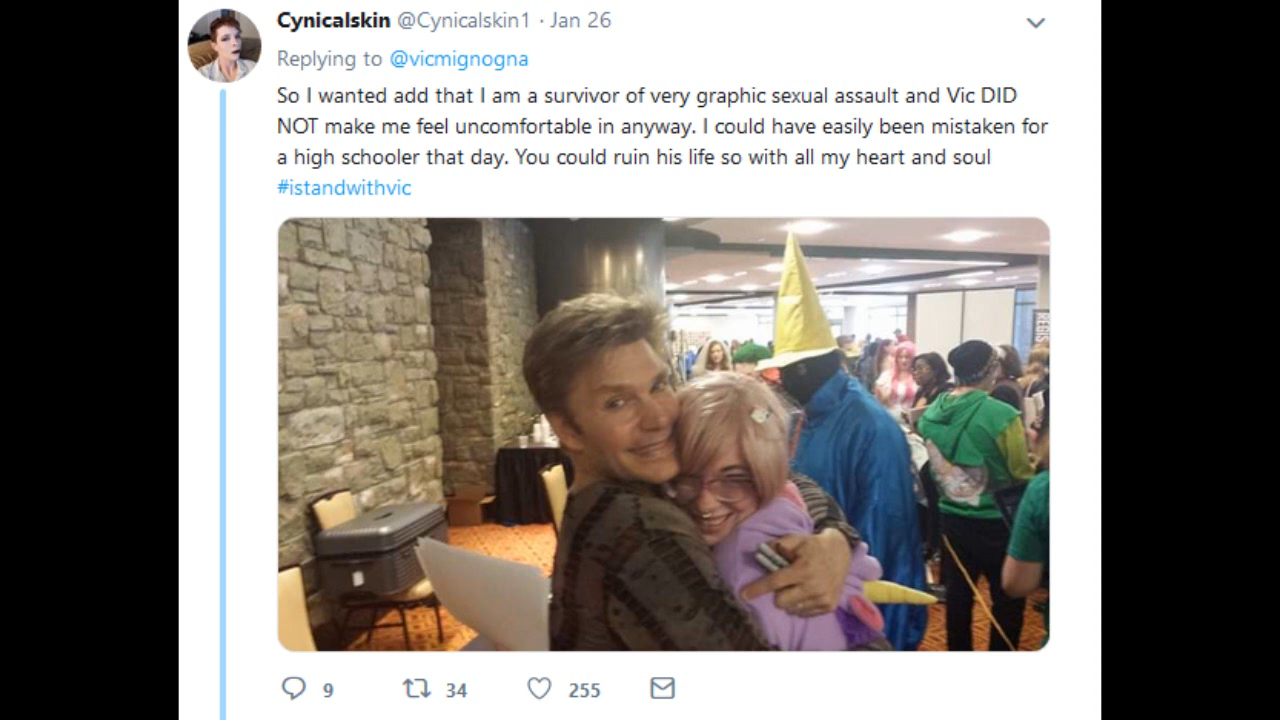 Cynicalskin @Cynicalskin1 · Jan 26
Replying to @vicmignogna
So I wanted add that I am a survivor of very graphic sexual assault and Vic DID
NOT make me feel uncomfortable in anyway. I could have easily been mistaken for
a high schooler that day. You could ruin his life so with all my heart and soul
#istandwithvic
REGIS
9 34 255